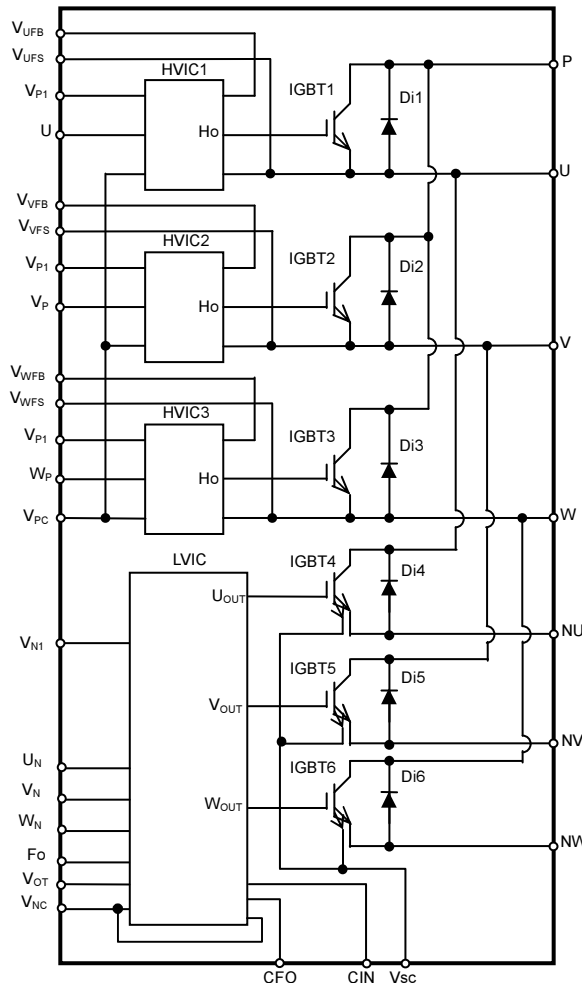 VUFB
VUFS
HVIC1
VP1
IGBT1
Di1
P
U
Ho
U
VVFB
VVFS
HVIC2
VP1
IGBT2
Di2
VP
Ho
V
VWFB
VWFS
HVIC3
VP1
IGBT3
Di3
WP
Ho
VPC
W
LVIC
IGBT4
Di4
UOUT
NU
VN1
IGBT5
Di5
VOUT
NV
UN
IGBT6
Di6
VN
WOUT
WN
NW
Fo
VOT
VNC
CFO
CIN
Vsc